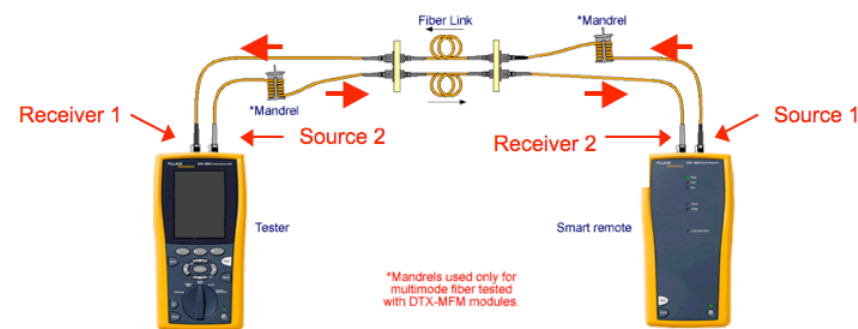 Fiber Link
*Mandrel
*Mandrel
Receiver 1
Source 2
Receiver 2
Source 1
Tester
Smart remote
*Mandrels used only for
multimode fiber tested
with DTX-MFM modules.
FLUKE